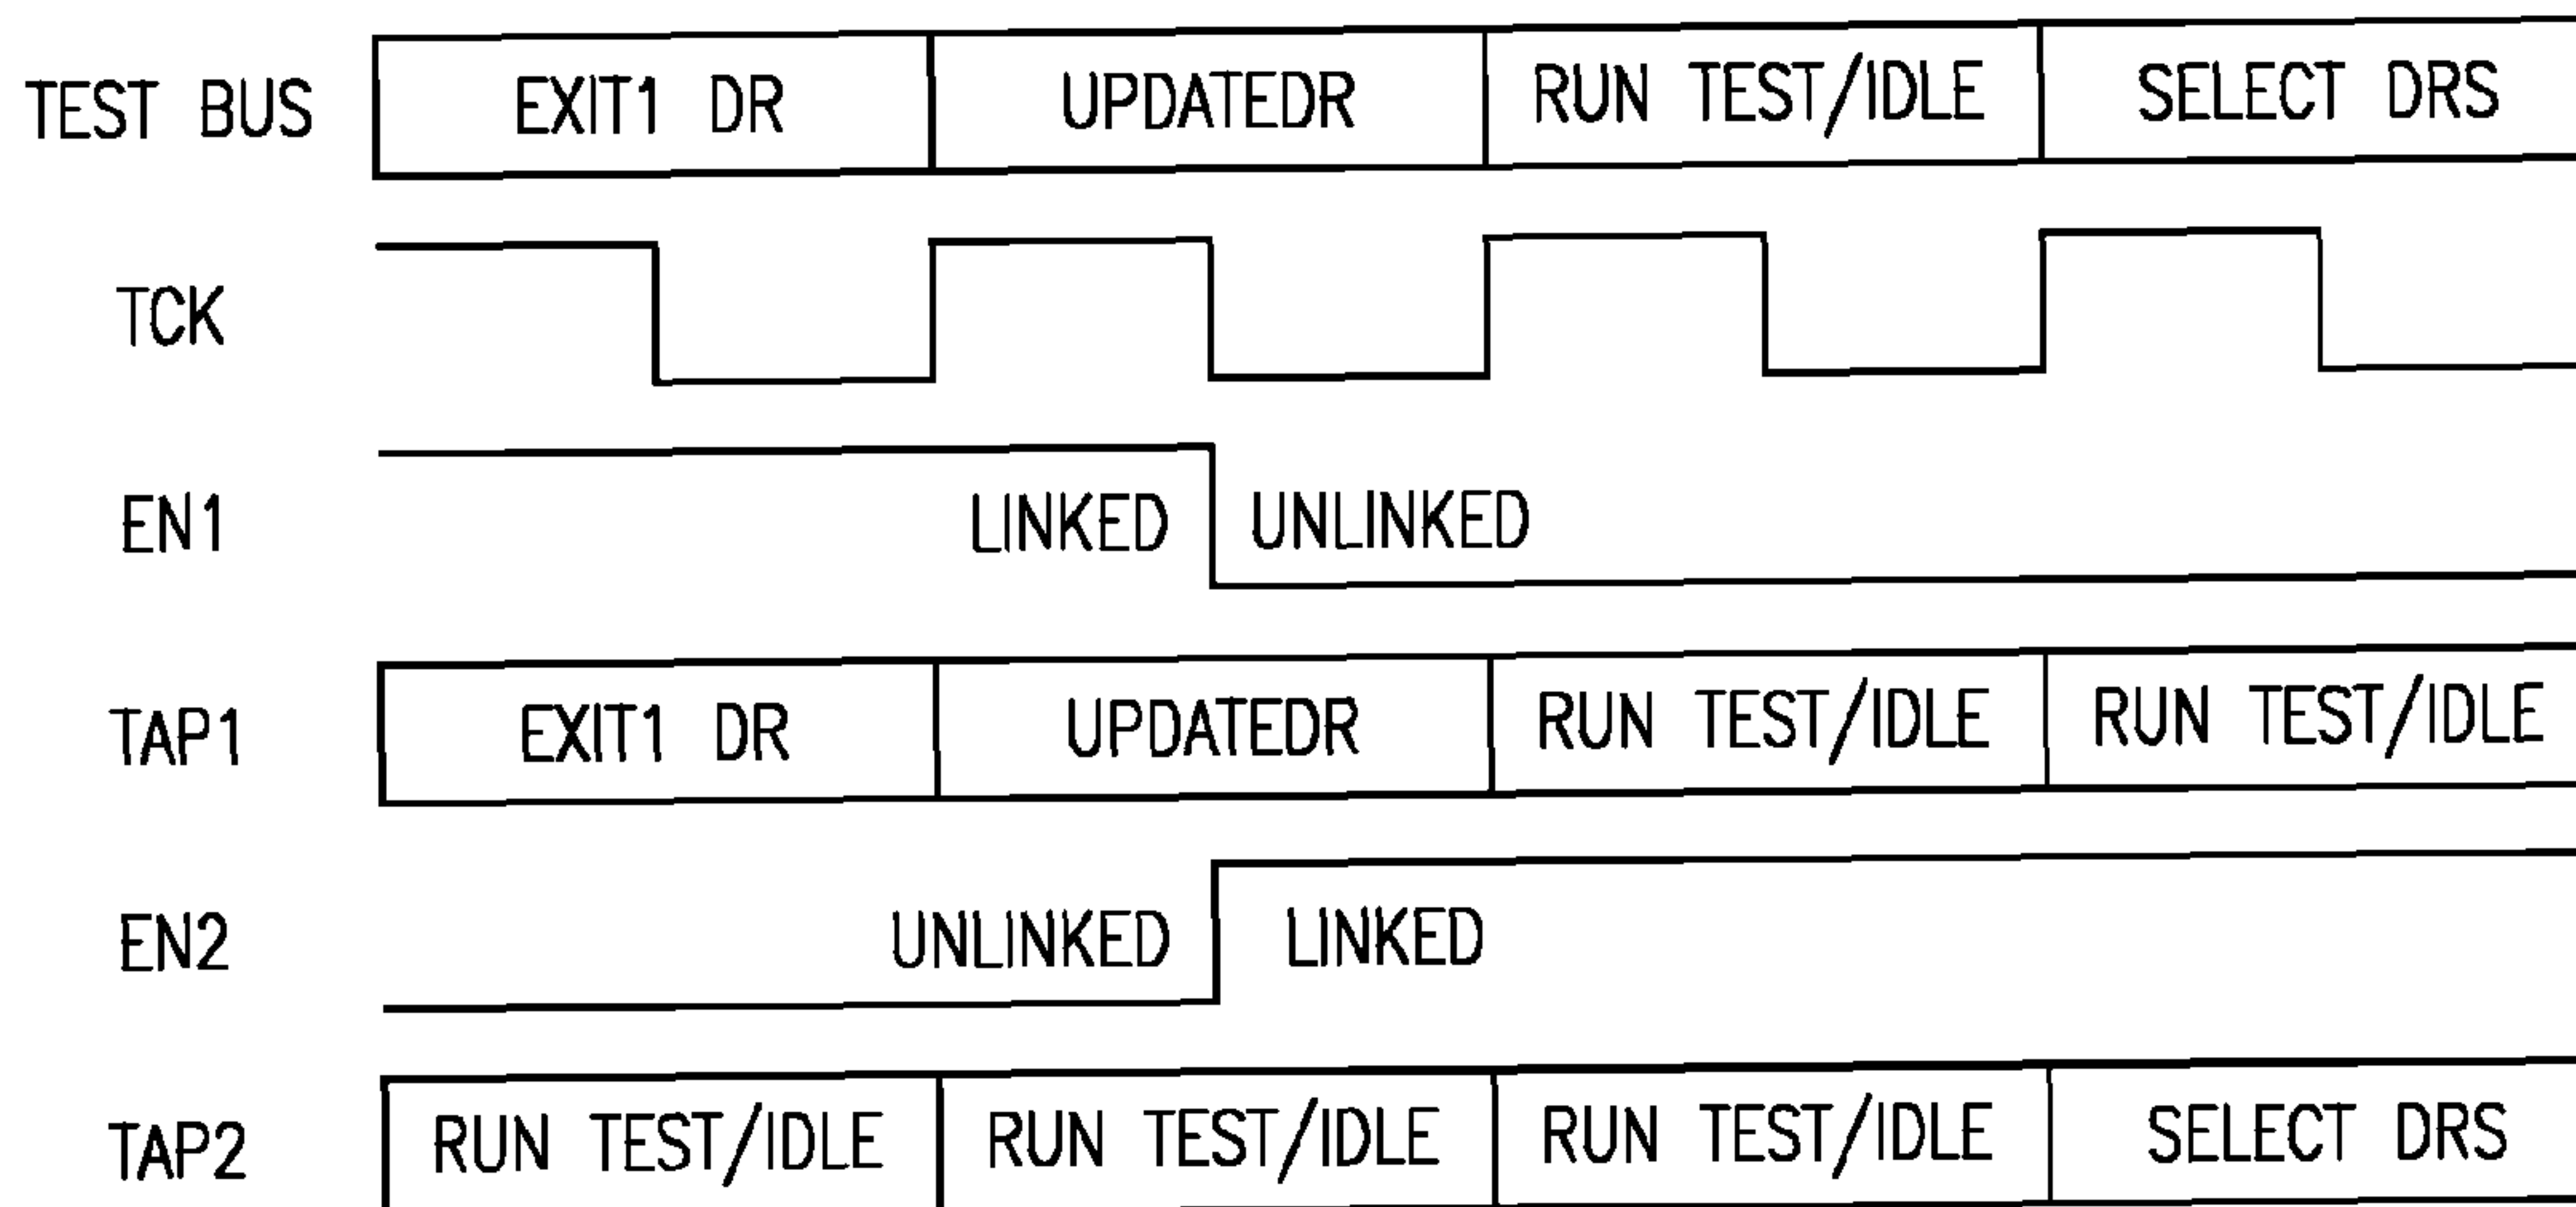 TEST BUS EXIT1 DR UPDATEDR RUN TEST/IDLE SELECT DRS
TCK
EN1 LINKED UNLINKED
TAP1 EXIT1 DR UPDATEDR RUN TEST/IDLE RUN TEST/IDLE
EN2 UNLINKED LINKED
TAP2 RUN TEST/IDLE RUN TEST/IDLE RUN TEST/IDLE SELECT DRS